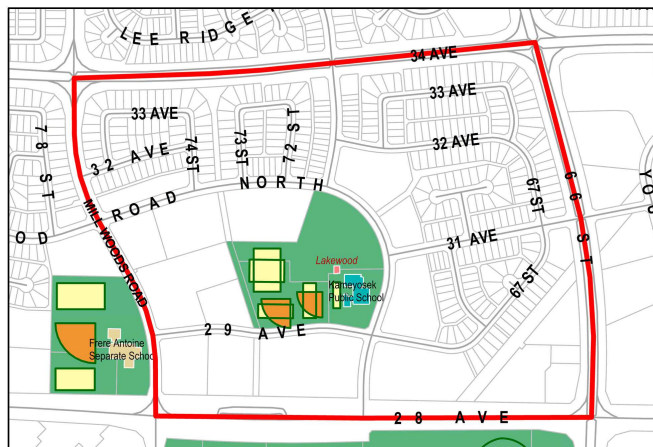 LEE RIDGE
34 AVE
33 AVE
33 AVE
78 ST
32 AVE
74 ST
73 ST
72 ST
32 AVE
67 ST
66 ST
YOU
OD ROAD NORTH
MILL WOODS ROAD
31 AVE
67 ST
Lakewood
Kameyosek
Public School
29 AVE
Frere Antoine
Separate School
28 AVE